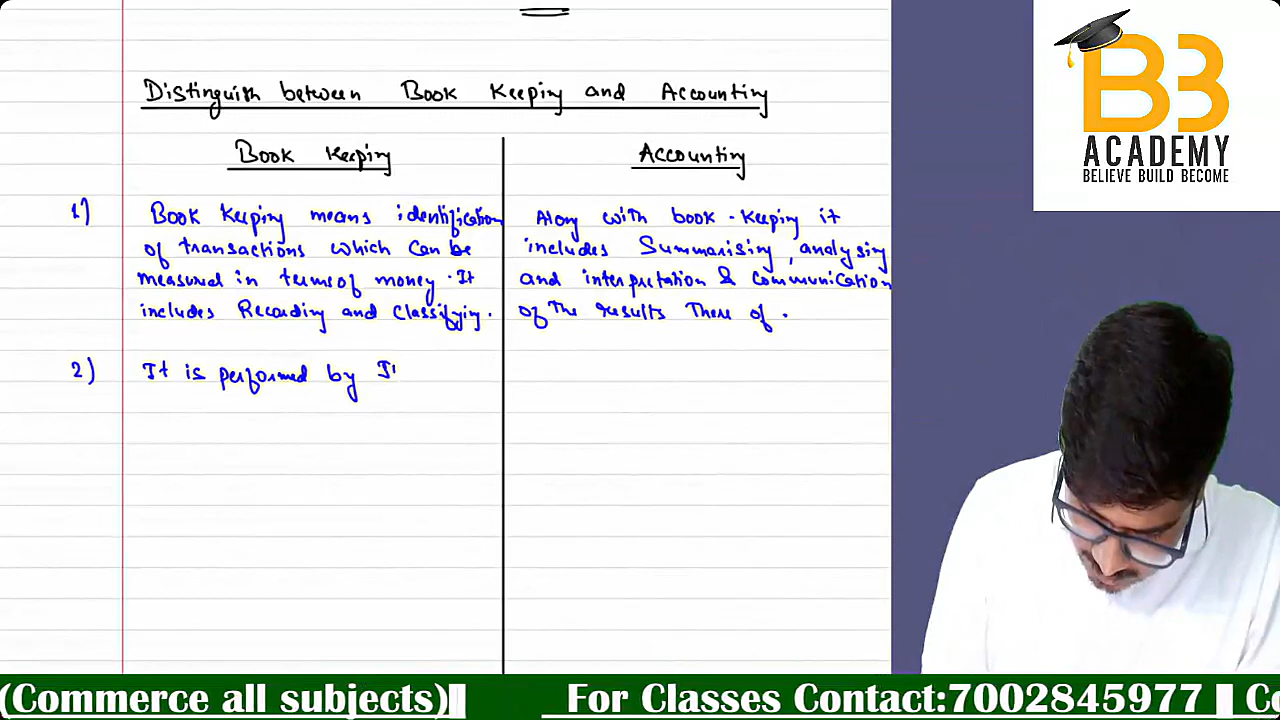 Distinguish between Book Keeping and Accounting
Book Keeping
Accounting
1)
Book Keeping means identification
of transactions which can be
measured in terms of money. It
includes Recording and Classifying.
Along with book-keeping it
includes Summarising, analysing
and interpretation & communication
of the results There of.
2)
It is performed by
B3
ACADEMY
BELIEVE BUILD BECOME
(Commerce all subjects) For Classes Contact:7002845977